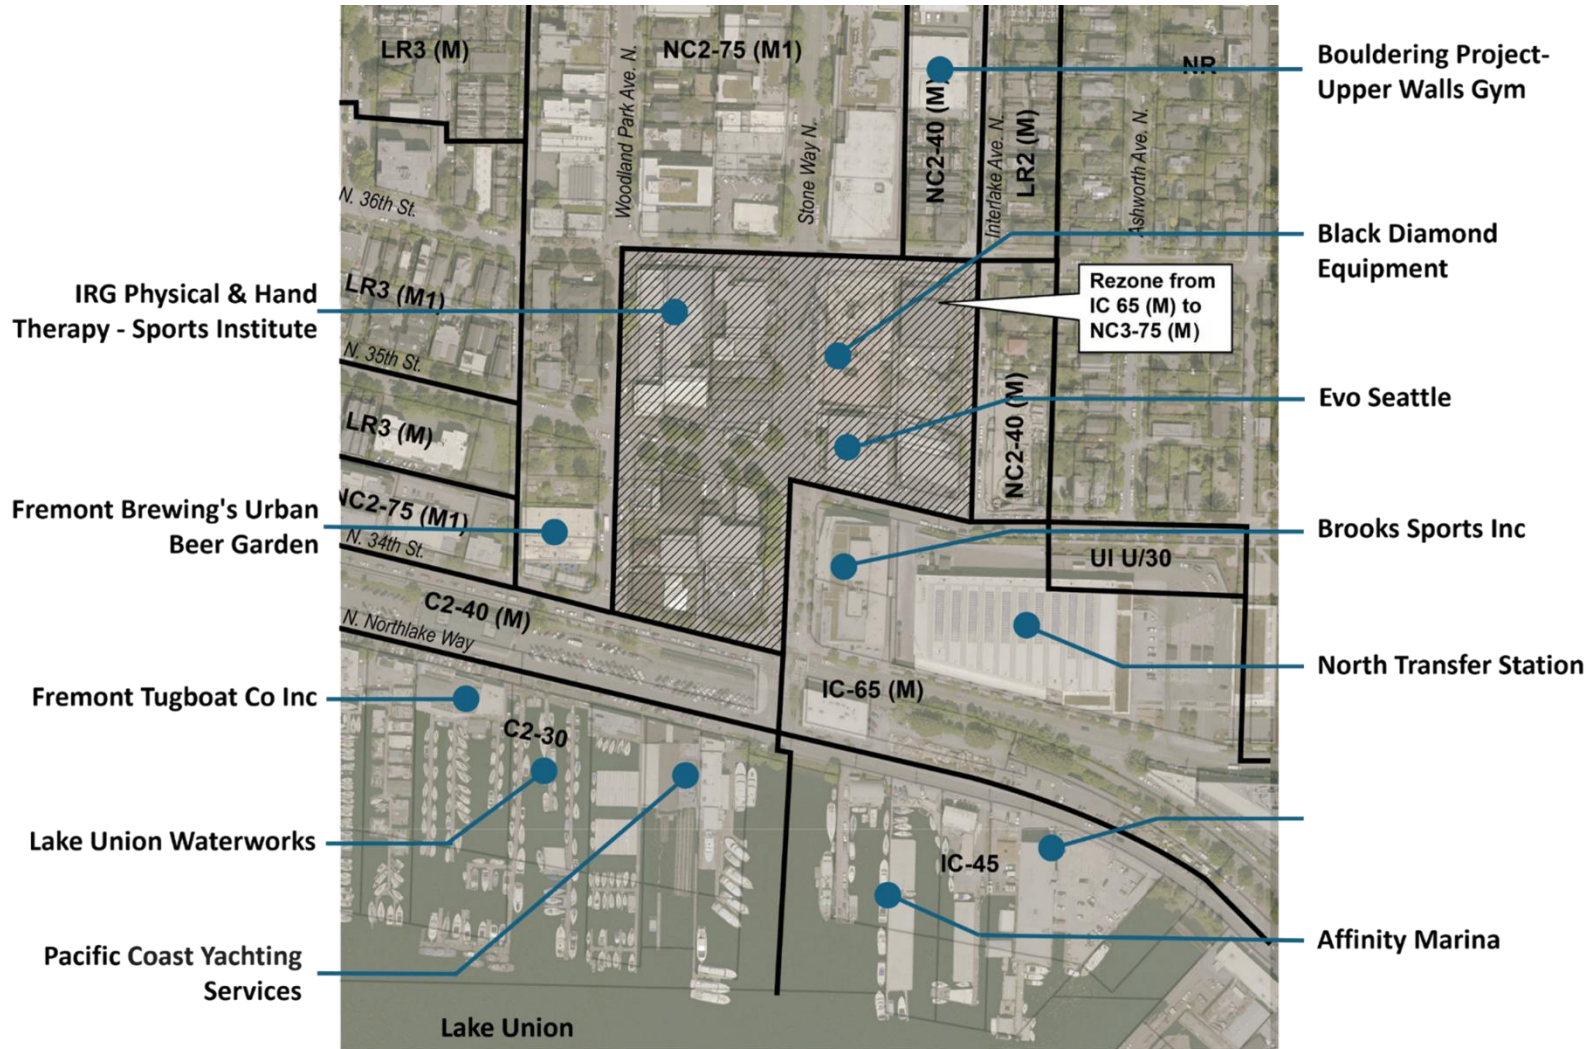 LR3 (M)
NC2-75 (M1)
NR
Bouldering Project-
Upper Walls Gym
Woodland Park Ave. N.
Stone Way N.
NC2-40 (M)
Interlake Ave. N.
LR2 (M)
Ashworth Ave. N.
N. 36th St.
Black Diamond
Equipment
IRG Physical & Hand
Therapy - Sports Institute
LR3 (M1)
Rezone from
IC 65 (M) to
NC3-75 (M)
N. 35th St.
Evo Seattle
LR3 (M)
NC2-40 (M)
Fremont Brewing's Urban
Beer Garden
NC2-75 (M1)
N. 34th St.
Brooks Sports Inc
UI U/30
C2-40 (M)
N. Northlake Way
North Transfer Station
IC-65 (M)
Fremont Tugboat Co Inc
C2-30
Lake Union Waterworks
IC-45
Affinity Marina
Pacific Coast Yachting
Services
Lake Union